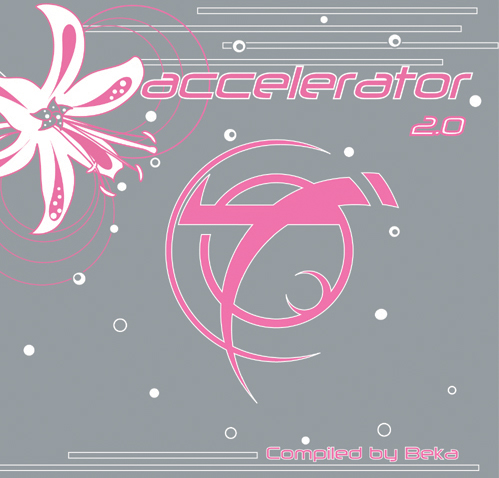 accelerator
2.0
Compiled by Beka